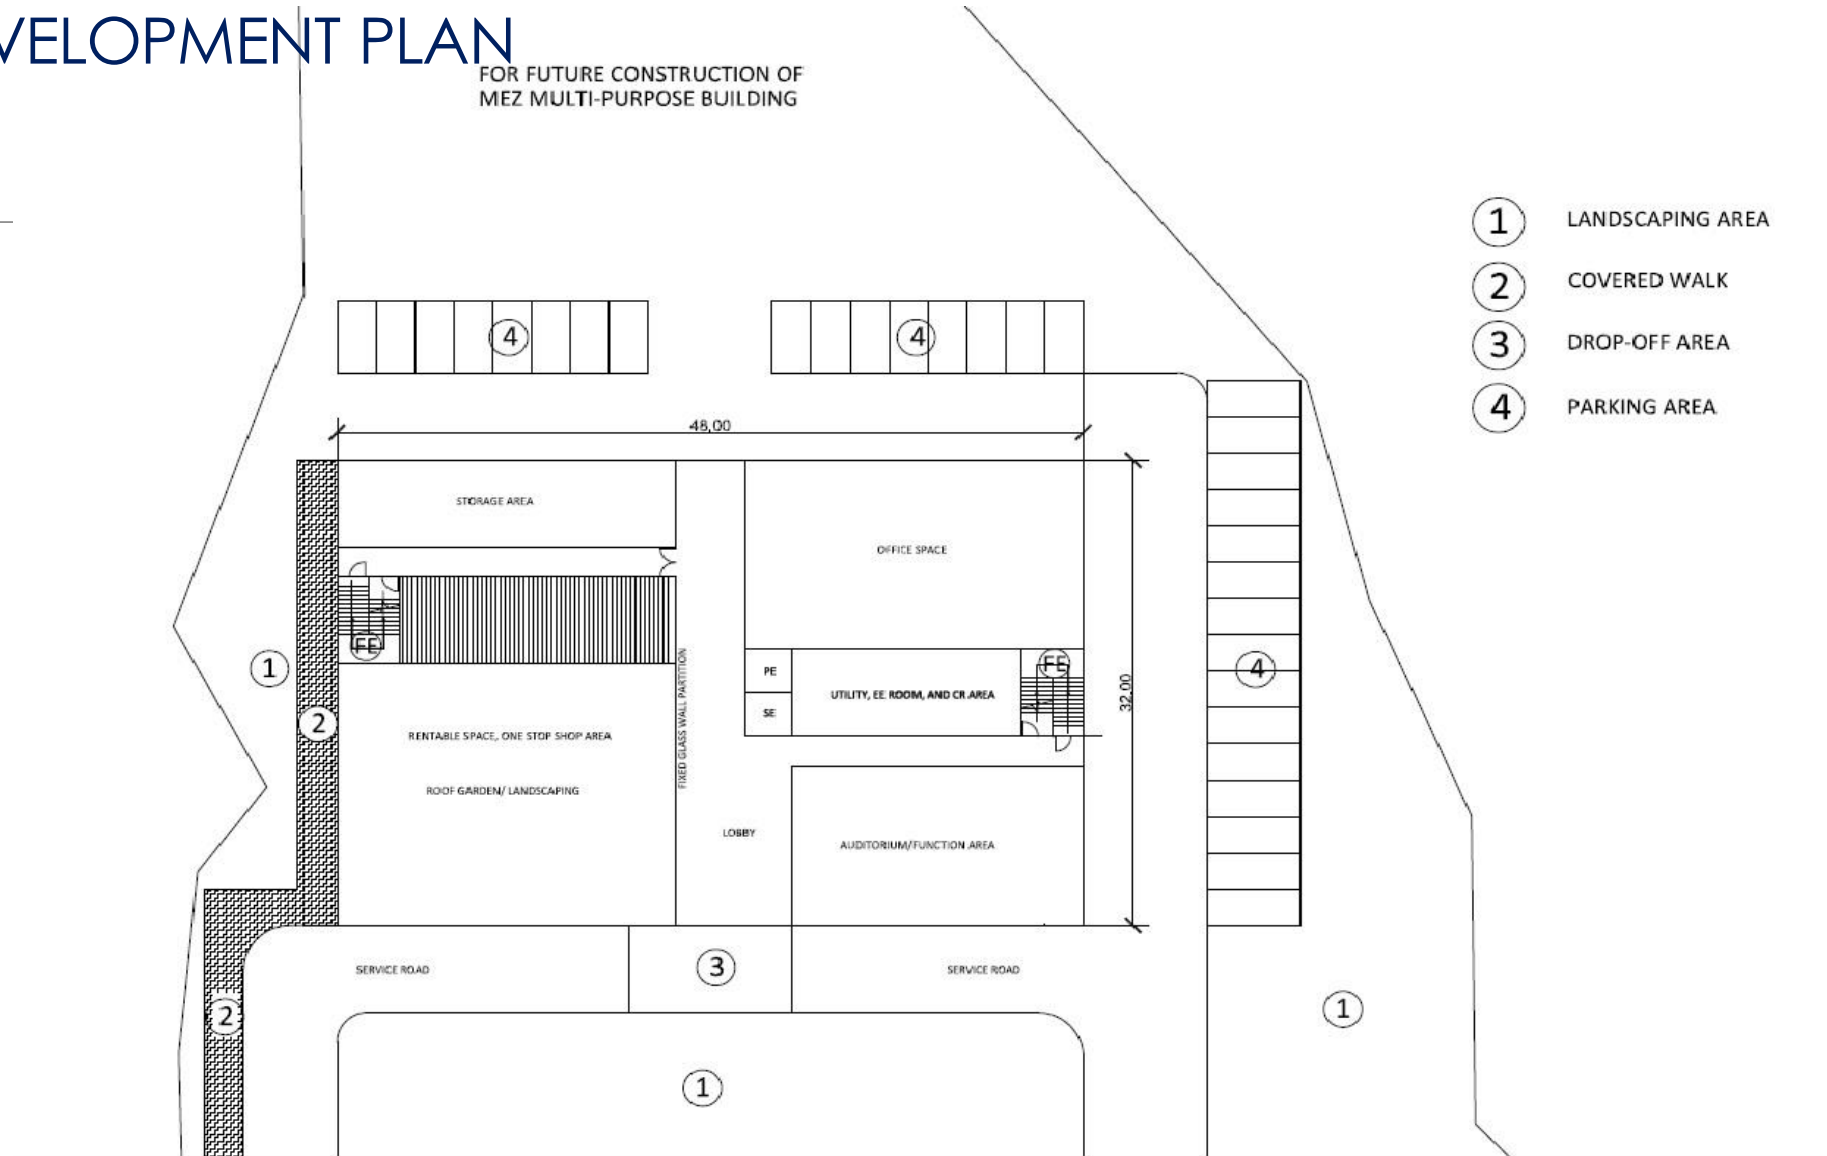 VELOPMENT PLAN
FOR FUTURE CONSTRUCTION OF
MEZ MULTI-PURPOSE BUILDING
1 LANDSCAPING AREA
2 COVERED WALK
3 DROP-OFF AREA
4 PARKING AREA
4
4
48,00
STORAGE AREA
OFFICE SPACE
FE
FE
1
2
4
PE
SE
UTILITY, EE ROOM, AND CR AREA
32,00
FIXED GLASS WALL PARTITION
RENTABLE SPACE, ONE STOP SHOP AREA
ROOF GARDEN/ LANDSCAPING
LOBBY
AUDITORIUM/FUNCTION AREA
SERVICE ROAD
3
SERVICE ROAD
2
1
1